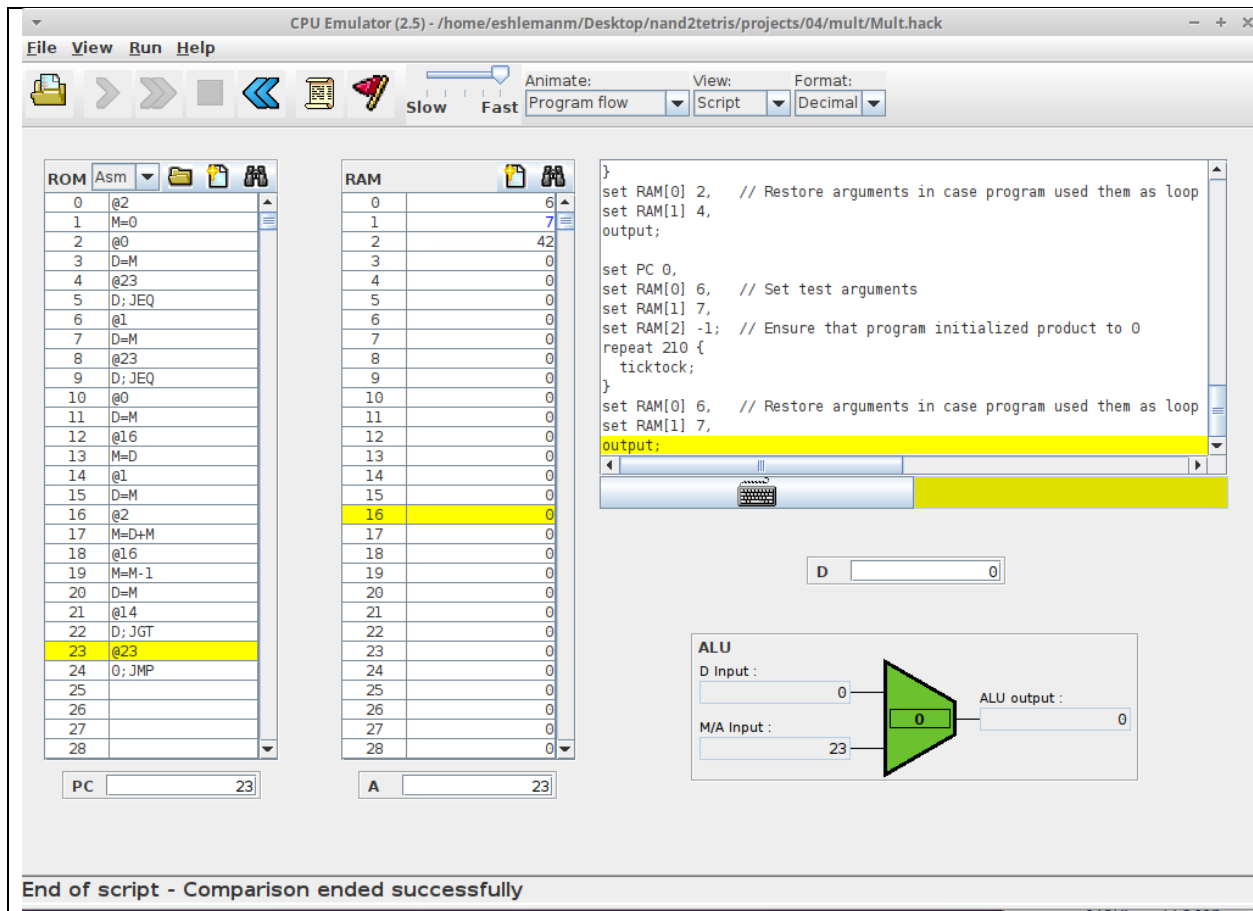 CPU Emulator (2.5) - /home/eshlemanm/Desktop/nand2tetris/projects/04/mult/Mult.hack
File View Run Help
Slow Fast
Animate:
Program flow
View:
Script
Format:
Decimal
ROM Asm
0 @2
1 M=0
2 @0
3 D=M
4 @23
5 D;JEQ
6 @1
7 D=M
8 @23
9 D;JEQ
10 @0
11 D=M
12 @16
13 M=D
14 @1
15 D=M
16 @2
17 M=D+M
18 @16
19 M=M-1
20 D=M
21 @14
22 D;JGT
23 @23
24 0;JMP
25
26
27
28
PC 23
RAM
0 6
1 7
2 42
3 0
4 0
5 0
6 0
7 0
8 0
9 0
10 0
11 0
12 0
13 0
14 0
15 0
16 0
17 0
18 0
19 0
20 0
21 0
22 0
23 0
24 0
25 0
26 0
27 0
28 0
A 23
}
set RAM[0] 2,   // Restore arguments in case program used them as loop
set RAM[1] 4,
output;
set PC 0,
set RAM[0] 6,   // Set test arguments
set RAM[1] 7,
set RAM[2] -1;  // Ensure that program initialized product to 0
repeat 210 {
  ticktock;
}
set RAM[0] 6,   // Restore arguments in case program used them as loop
set RAM[1] 7,
output;
D 0
ALU
D Input :
0
M/A Input :
23
0
ALU output :
0
End of script - Comparison ended successfully